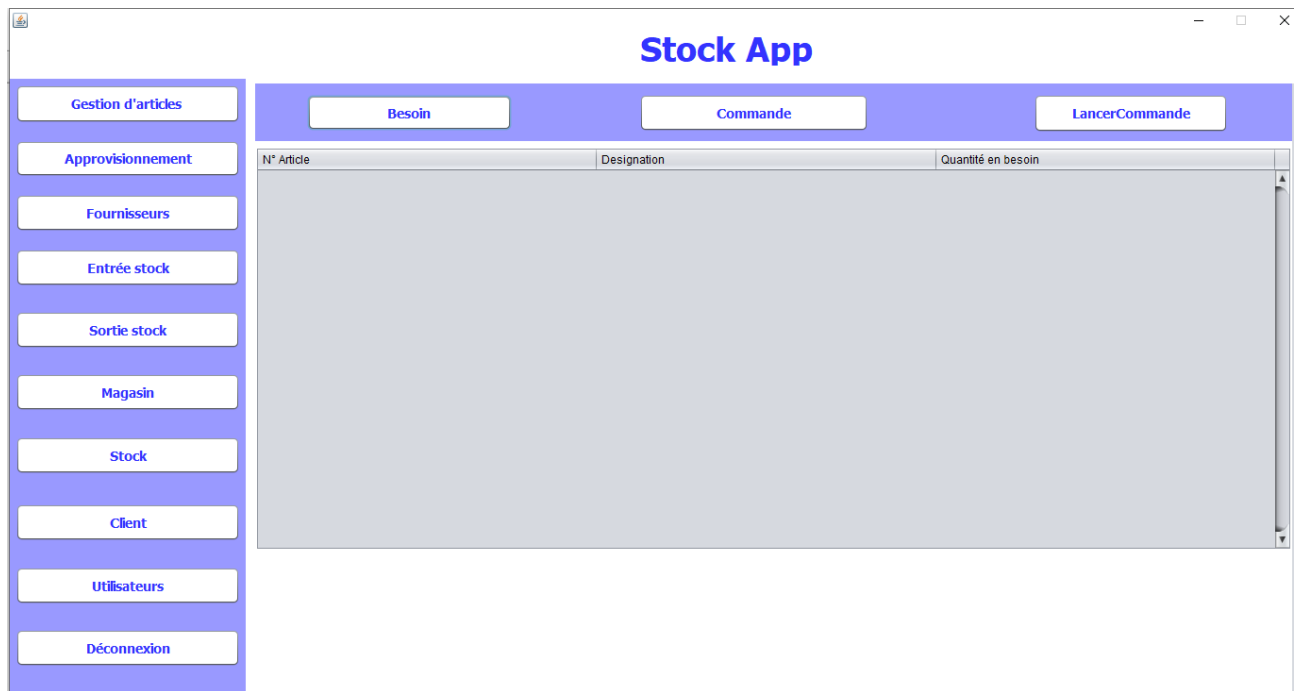 Stock App
Gestion d'articles
Approvisionnement
Fournisseurs
Entrée stock
Sortie stock
Magasin
Stock
Client
Utilisateurs
Déconnexion
Besoin Commande LancerCommande
N° Article Designation Quantité en besoin